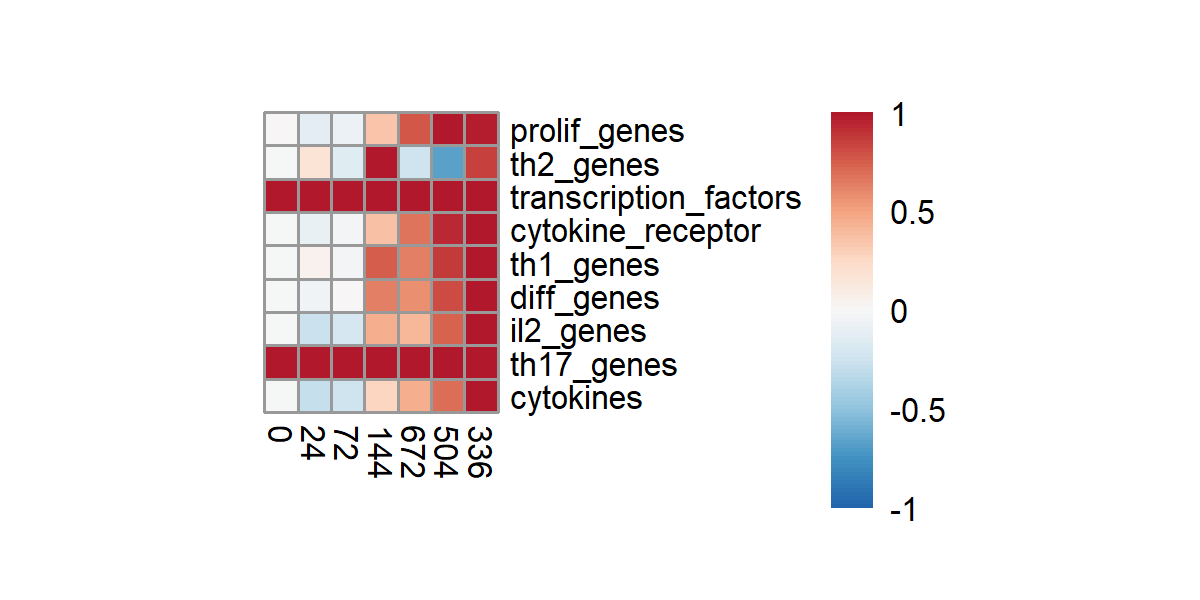 prolif_genes
th2_genes
transcription_factors
cytokine_receptor
th1_genes
diff_genes
il2_genes
th17_genes
cytokines
0
24
72
144
672
504
336
1
0.5
0
-0.5
-1